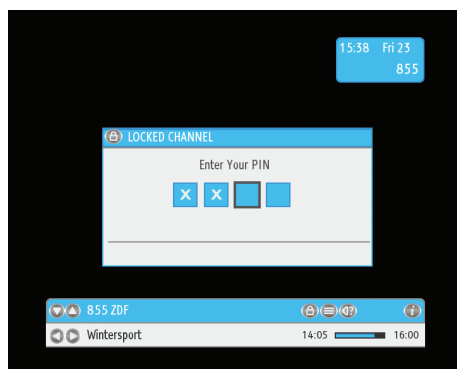 15:38 Fri 23
855
LOCKED CHANNEL
Enter Your PIN
X X
855 ZDF
Wintersport 14:05 16:00